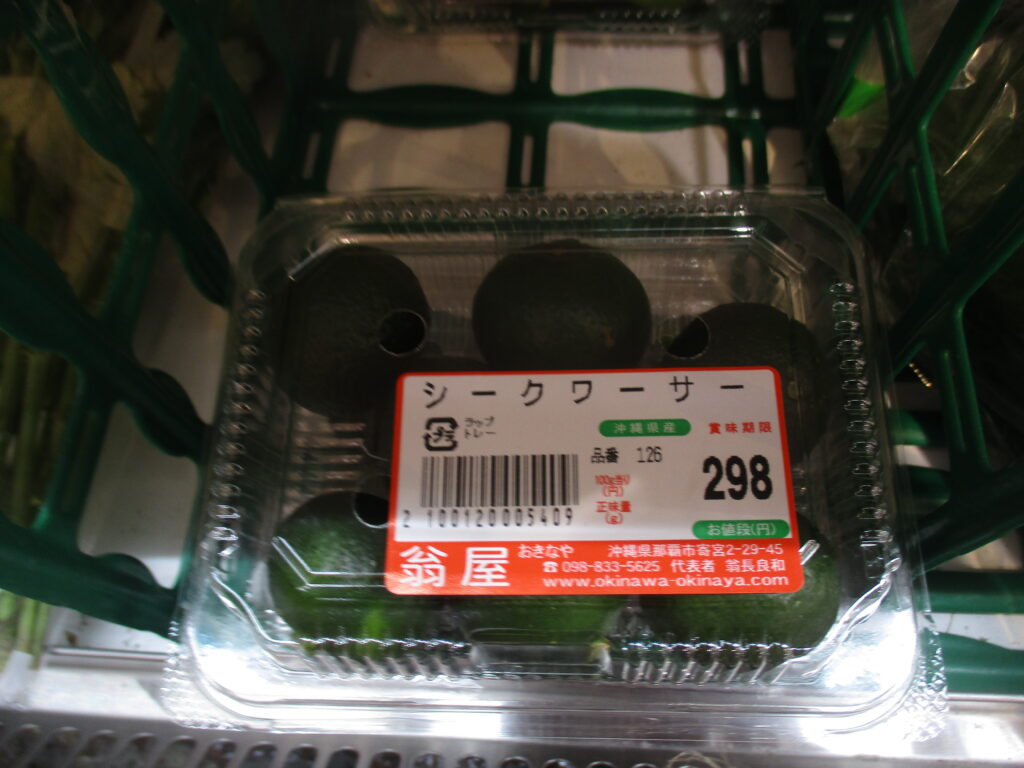 シークワーサー
プラ
ラップ
トレー
沖縄県産
賞味期限
品番 126
100g当り
(円)
298
正味量
(g)
2 100120005409
お値段(円)
翁屋 おきなや
沖縄県那覇市寄宮2-29-45
☎098-833-5625 代表者 翁長良和
www.okinawa-okinaya.com